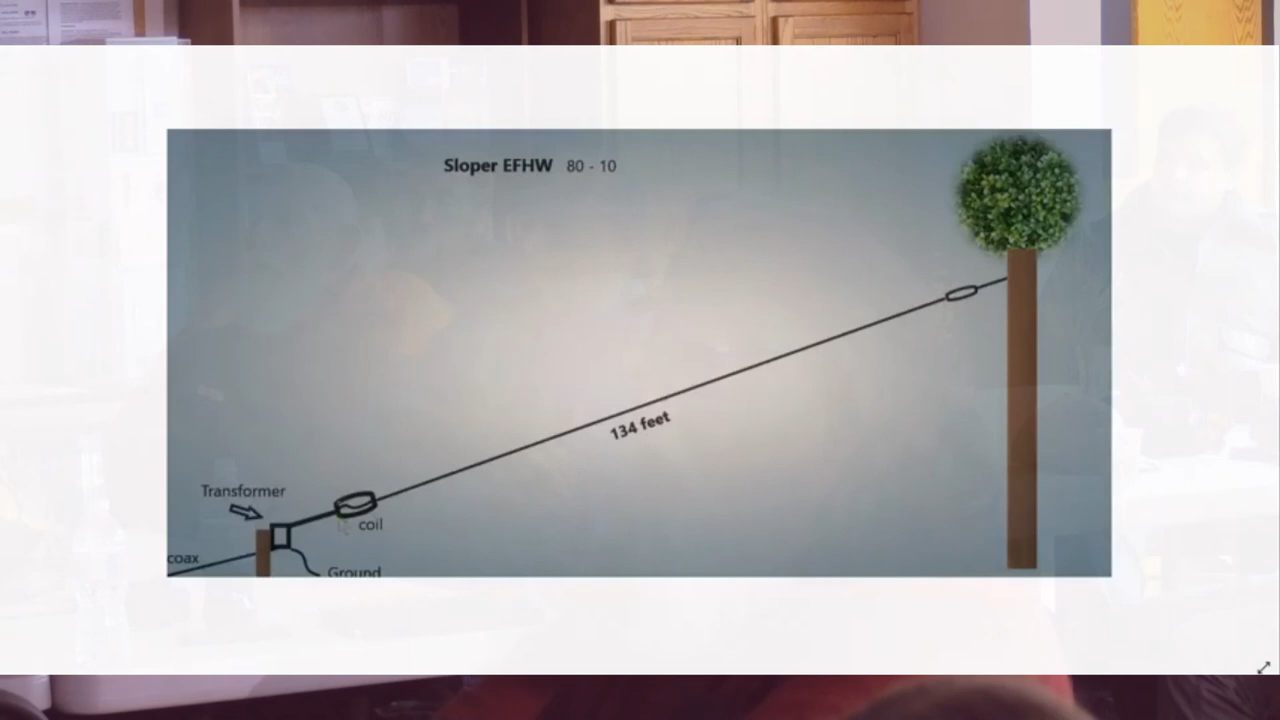 Sloper EFHW 80 - 10
134 feet
Transformer
coil
coax
Ground